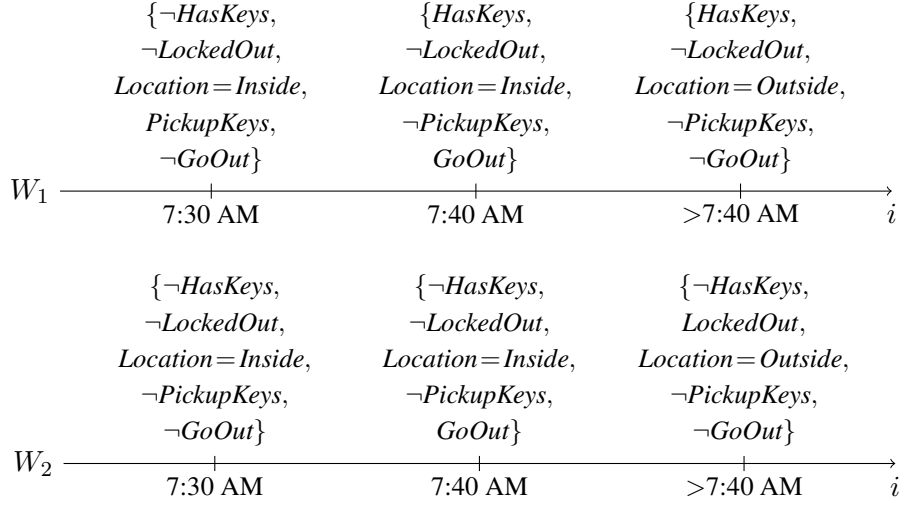 {¬HasKeys, {HasKeys, {HasKeys,
¬LockedOut, ¬LockedOut, ¬LockedOut,
Location=Inside, Location=Inside, Location=Outside,
PickupKeys, ¬PickupKeys, ¬PickupKeys,
¬GoOut} GoOut} ¬GoOut}
W₁
7:30 AM 7:40 AM >7:40 AM i
{¬HasKeys, {¬HasKeys, {¬HasKeys,
¬LockedOut, ¬LockedOut, LockedOut,
Location=Inside, Location=Inside, Location=Outside,
¬PickupKeys, ¬PickupKeys, ¬PickupKeys,
¬GoOut} GoOut} ¬GoOut}
W₂
7:30 AM 7:40 AM >7:40 AM i